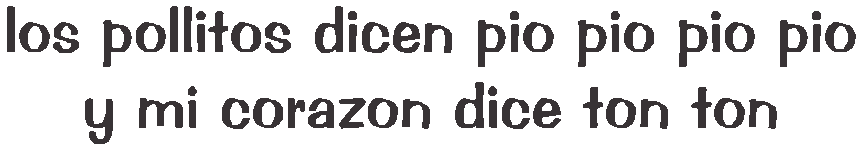 los pollitos dicen pio pio pio pio
y mi corazon dice ton ton